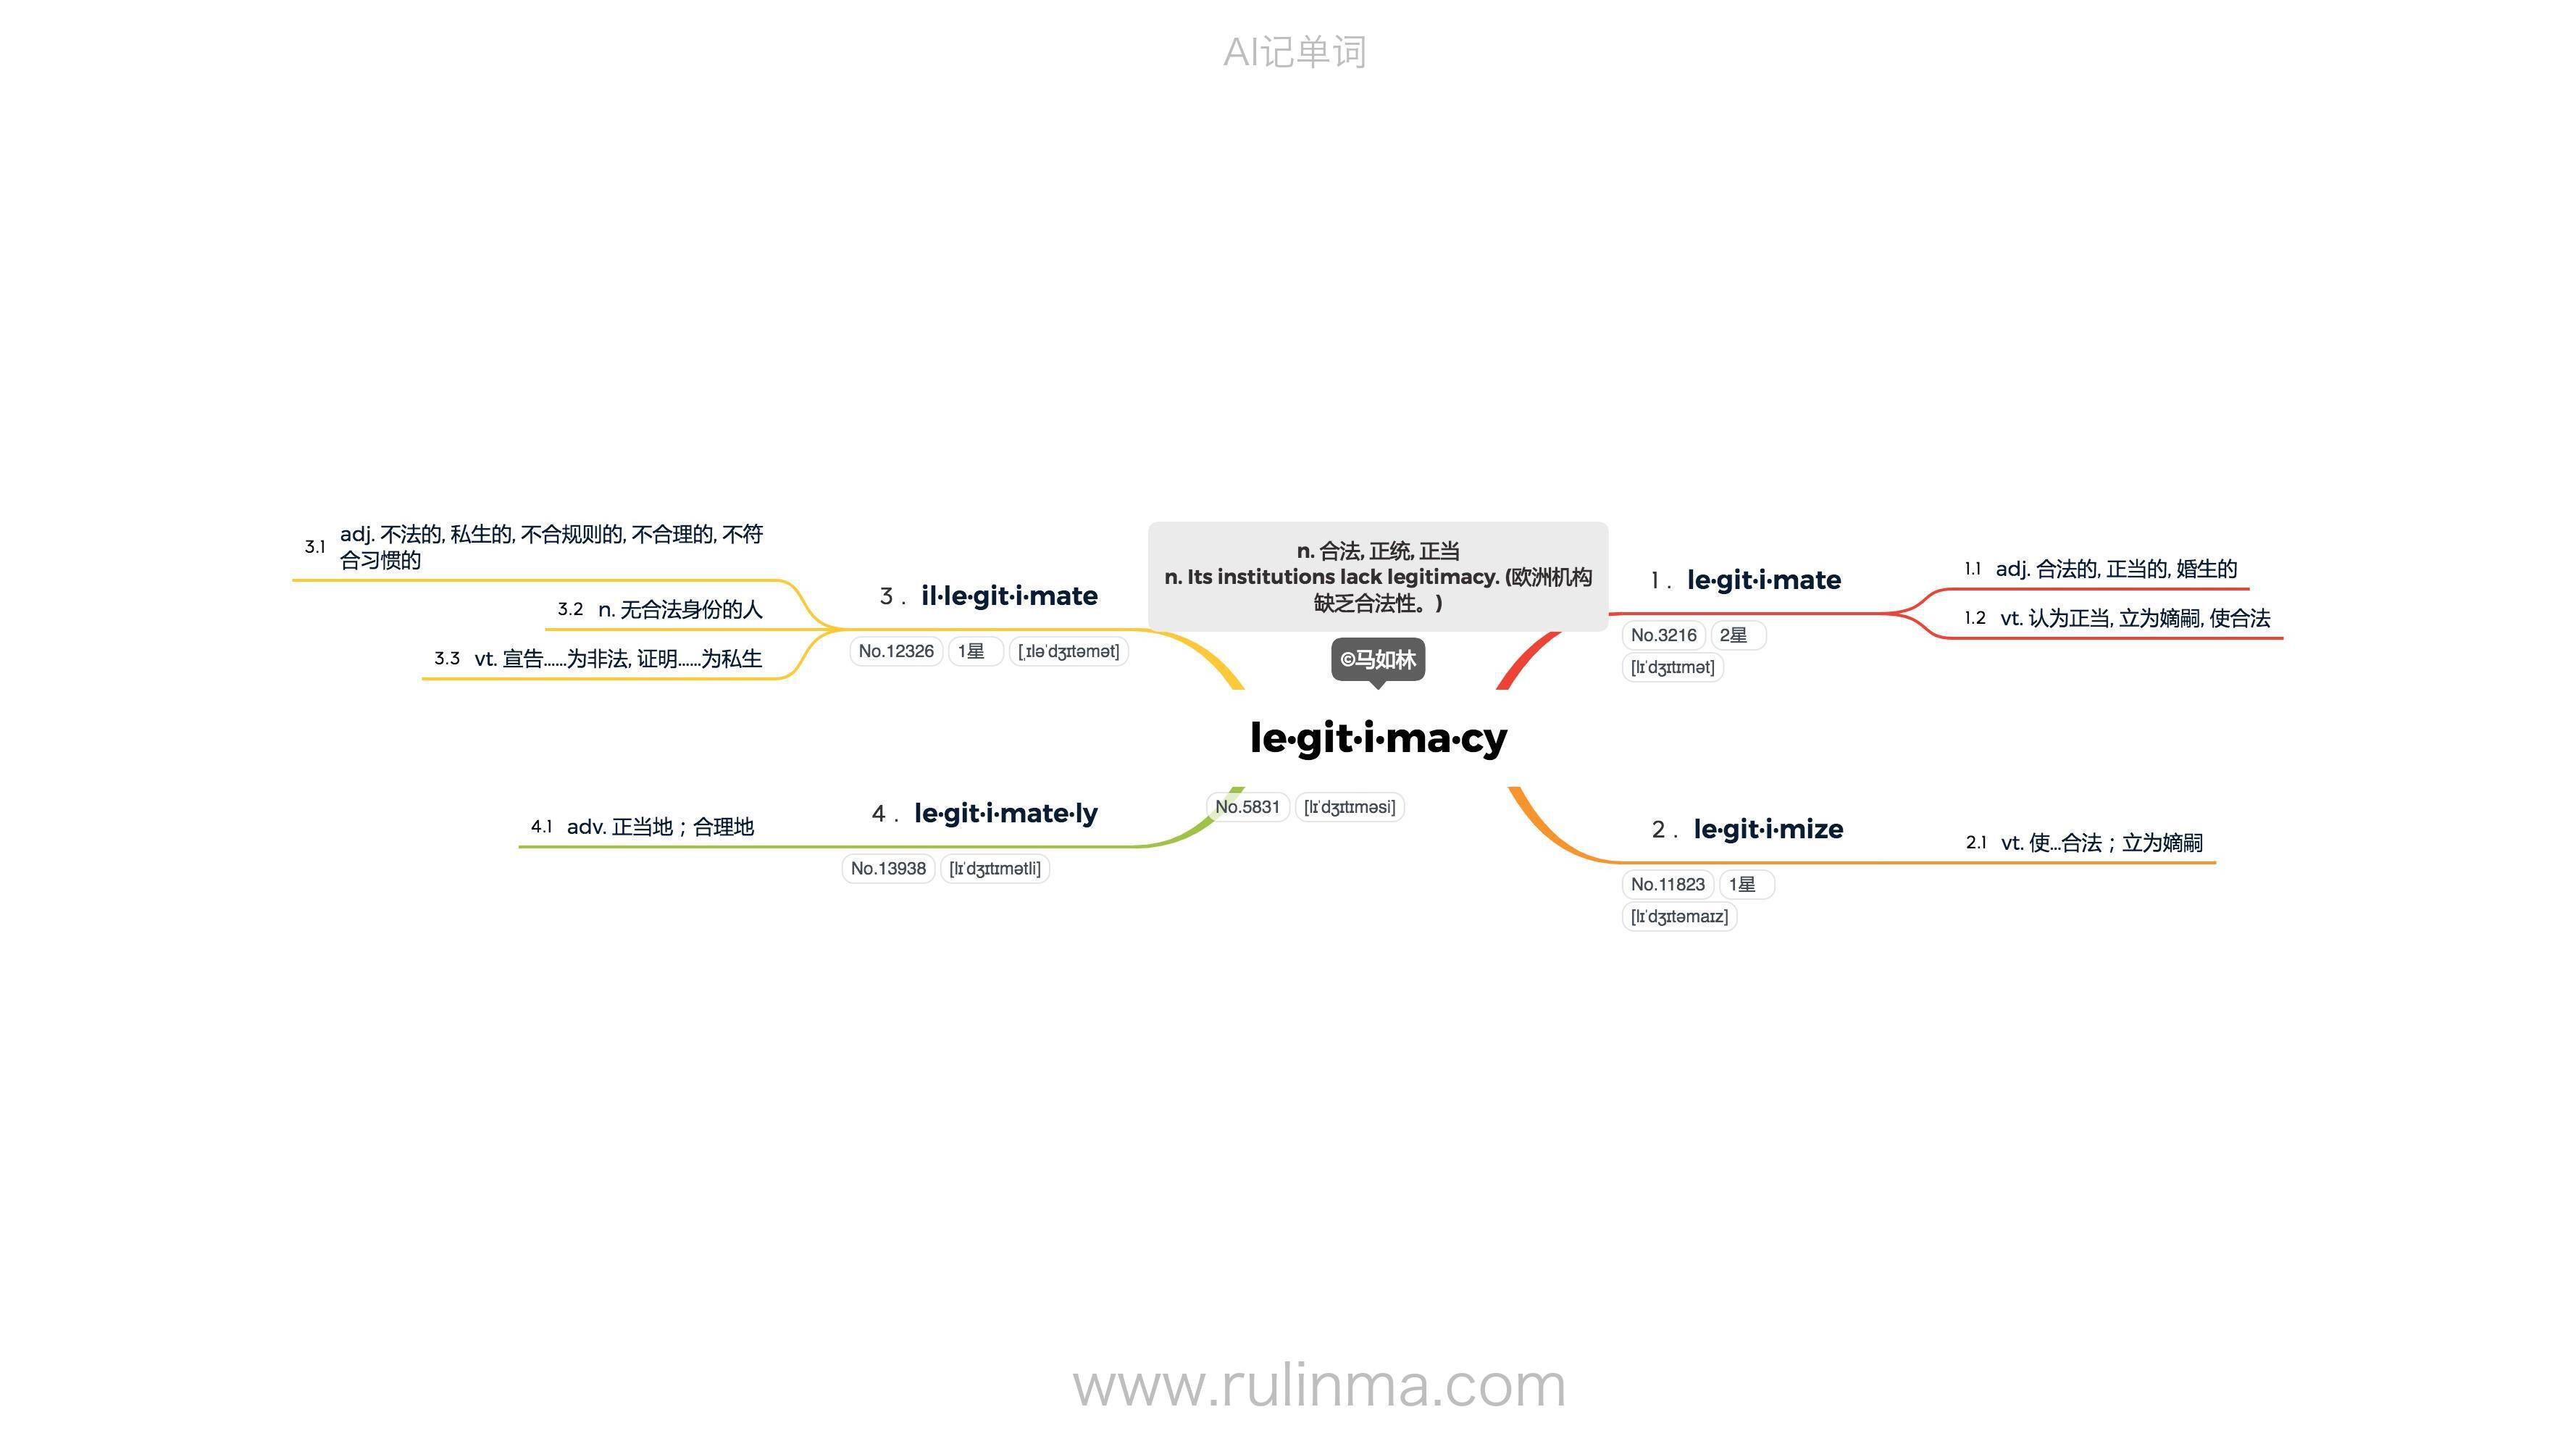 AI记单词
n. 合法, 正统, 正当
n. Its institutions lack legitimacy. (欧洲机构
缺乏合法性。)
©马如林
le·git·i·ma·cy
No.5831 [lɪˈdʒɪtɪməsi]
1 . le·git·i·mate
No.3216 2星
[lɪˈdʒɪtɪmət]
1.1 adj. 合法的, 正当的, 婚生的
1.2 vt. 认为正当, 立为嫡嗣, 使合法
2 . le·git·i·mize
No.11823 1星
[lɪˈdʒɪtəmaɪz]
2.1 vt. 使...合法；立为嫡嗣
3 . il·le·git·i·mate
No.12326 1星 [ˌɪləˈdʒɪtəmət]
3.1 adj. 不法的, 私生的, 不合规则的, 不合理的, 不符
合习惯的
3.2 n. 无合法身份的人
3.3 vt. 宣告......为非法, 证明......为私生
4 . le·git·i·mate·ly
No.13938 [lɪˈdʒɪtɪmətli]
4.1 adv. 正当地；合理地
www.rulinma.com